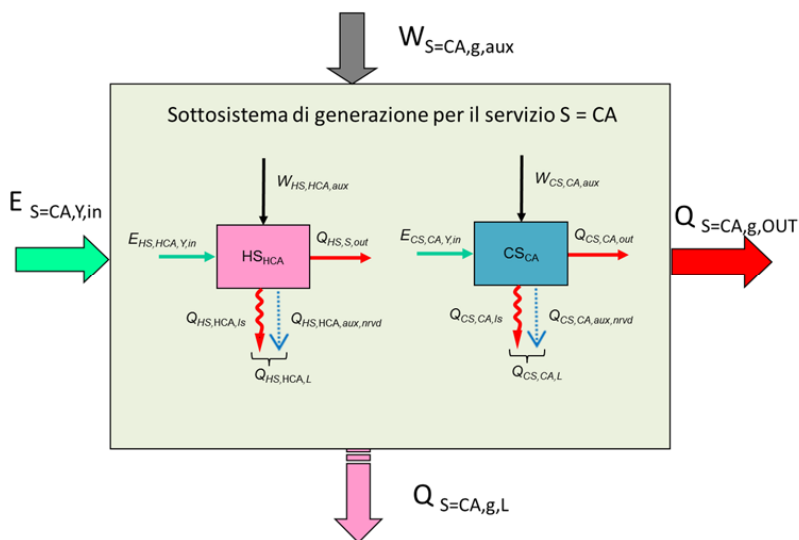 W S=CA,g,aux
Sottosistema di generazione per il servizio S = CA
E S=CA,Y,in
W HS,HCA,aux
W CS,CA,aux
E HS,HCA,Y,in
Q HS,S,out
E CS,CA,Y,in
Q CS,CA,out
Q S=CA,g,OUT
HS HCA
CS CA
Q HS,HCA,ls
Q HS,HCA,aux,nrvd
Q CS,CA,ls
Q CS,CA,aux,nrvd
Q HS,HCA,L
Q CS,CA,L
Q S=CA,g,L